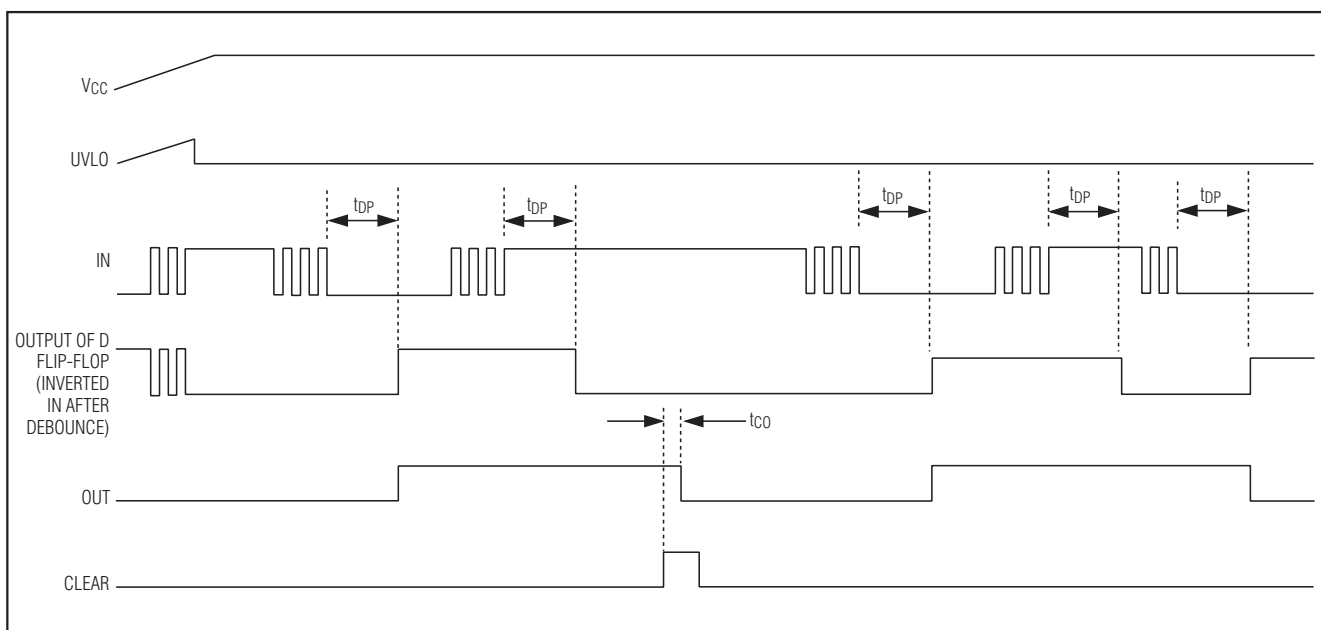 VCC
UVLO
tDP
tDP
tDP
tDP
tDP
IN
OUTPUT OF D
FLIP-FLOP
(INVERTED
IN AFTER
DEBOUNCE)
tCO
OUT
CLEAR